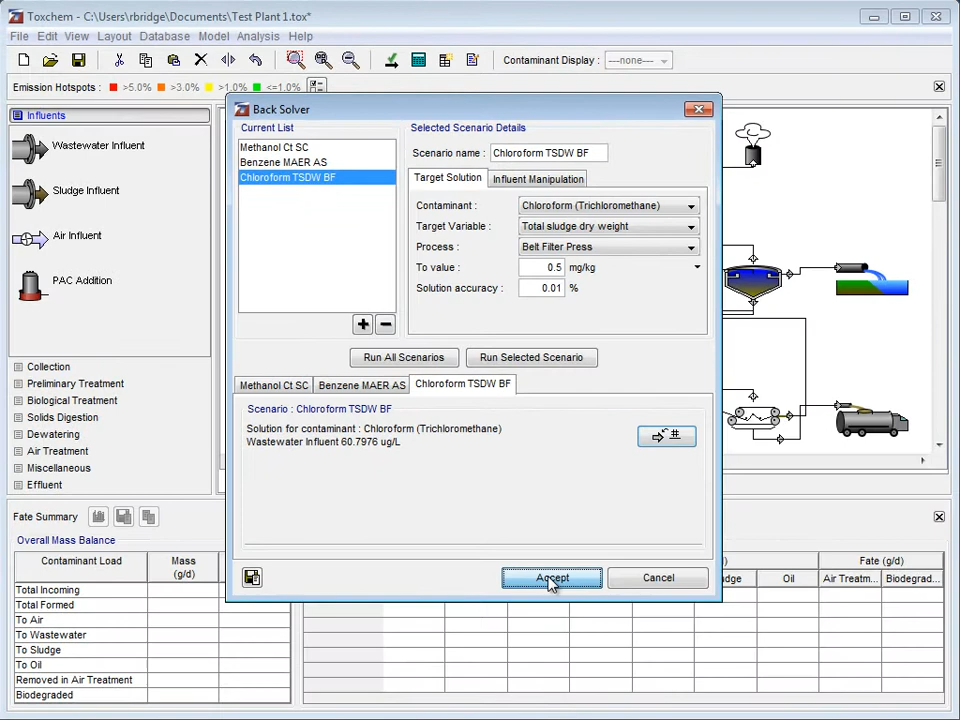 Toxchem - C:\Users\rbridge\Documents\Test Plant 1.tox*
File Edit View Layout Database Model Analysis Help
Contaminant Display : ---none---
Emission Hotspots : >5.0% >3.0% >1.0% <=1.0%
Influents
Wastewater Influent
Sludge Influent
Air Influent
PAC Addition
Collection
Preliminary Treatment
Biological Treatment
Solids Digestion
Dewatering
Air Treatment
Miscellaneous
Effluent
Back Solver
Current List
Methanol Ct SC
Benzene MAER AS
Chloroform TSDW BF
Selected Scenario Details
Scenario name : Chloroform TSDW BF
Target Solution Influent Manipulation
Contaminant : Chloroform (Trichloromethane)
Target Variable : Total sludge dry weight
Process : Belt Filter Press
To value : 0.5 mg/kg
Solution accuracy : 0.01 %
Run All Scenarios Run Selected Scenario
Methanol Ct SC Benzene MAER AS Chloroform TSDW BF
Scenario : Chloroform TSDW BF
Solution for contaminant : Chloroform (Trichloromethane)
Wastewater Influent 60.7976 ug/L
Accept Cancel
Fate Summary
Overall Mass Balance
Contaminant Load Mass
(g/d)
Total Incoming
Total Formed
To Air
To Wastewater
To Sludge
To Oil
Removed in Air Treatment
Biodegraded
Fate (g/d)
Oil Air Treatm... Biodegrad...